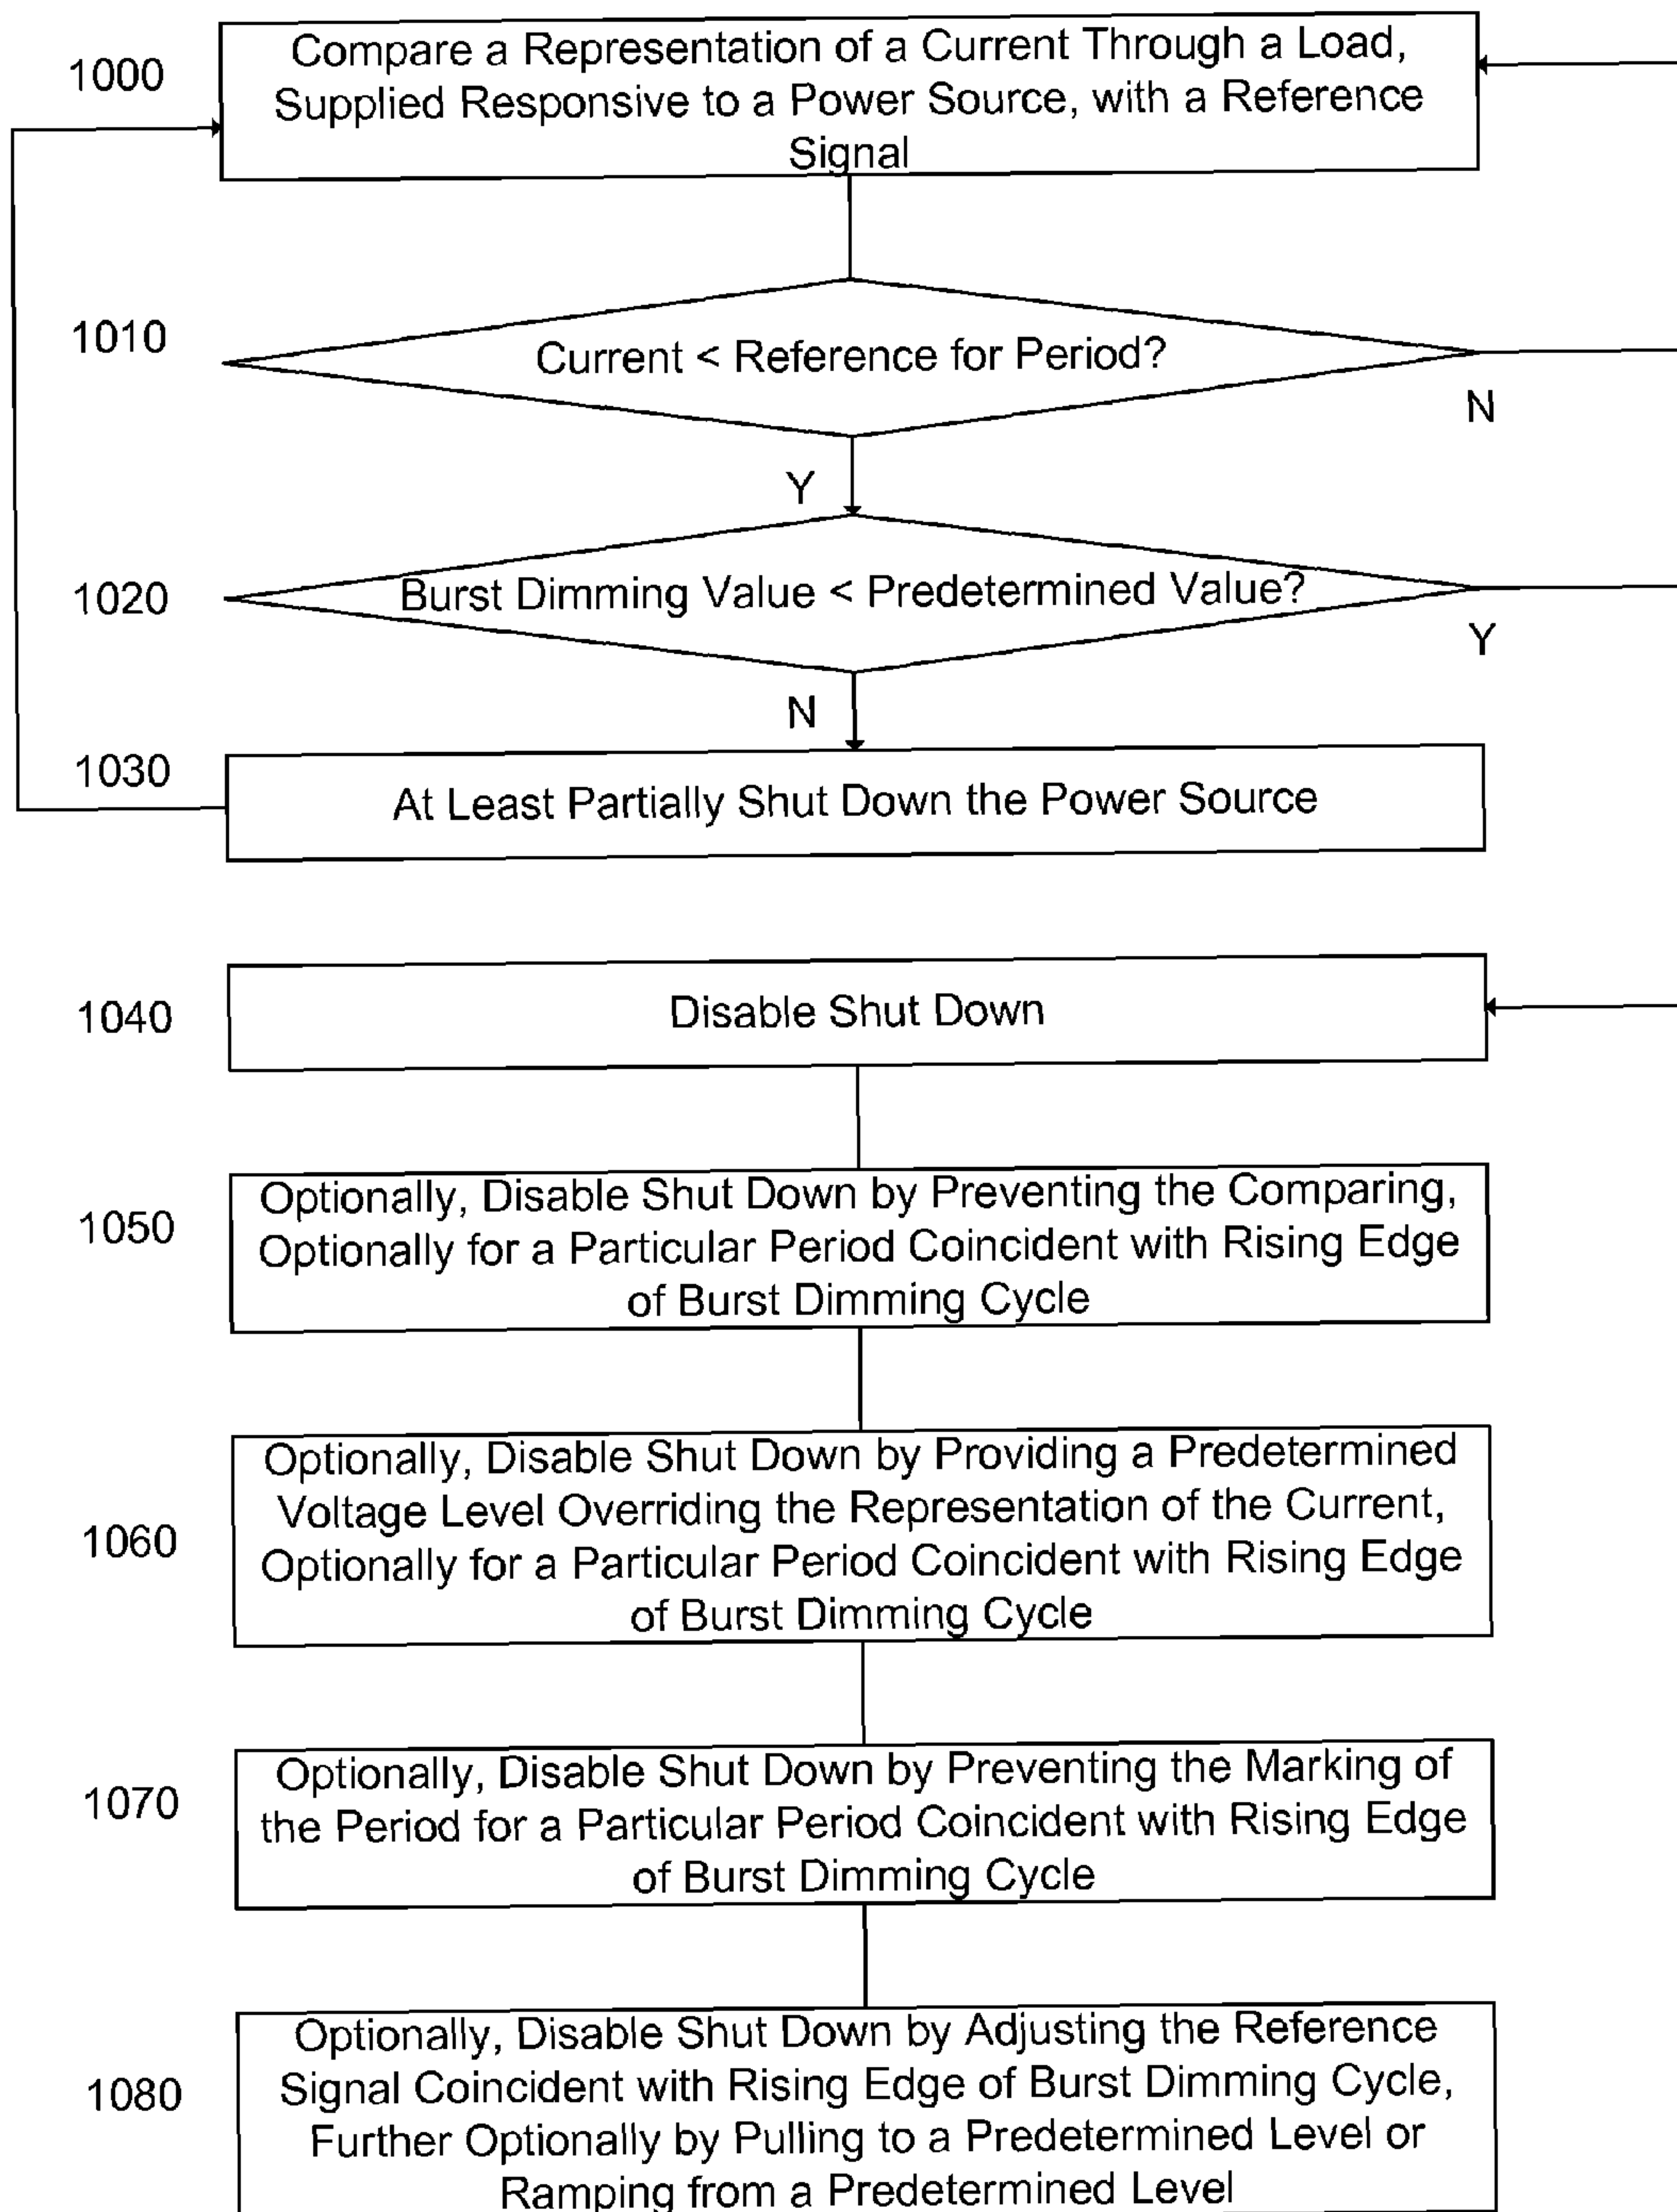 1000
Compare a Representation of a Current Through a Load,
Supplied Responsive to a Power Source, with a Reference
Signal
1010
Current < Reference for Period?
N
Y
1020
Burst Dimming Value < Predetermined Value?
Y
N
1030
At Least Partially Shut Down the Power Source
1040
Disable Shut Down
1050
Optionally, Disable Shut Down by Preventing the Comparing,
Optionally for a Particular Period Coincident with Rising Edge
of Burst Dimming Cycle
1060
Optionally, Disable Shut Down by Providing a Predetermined
Voltage Level Overriding the Representation of the Current,
Optionally for a Particular Period Coincident with Rising Edge
of Burst Dimming Cycle
1070
Optionally, Disable Shut Down by Preventing the Marking of
the Period for a Particular Period Coincident with Rising Edge
of Burst Dimming Cycle
1080
Optionally, Disable Shut Down by Adjusting the Reference
Signal Coincident with Rising Edge of Burst Dimming Cycle,
Further Optionally by Pulling to a Predetermined Level or
Ramping from a Predetermined Level